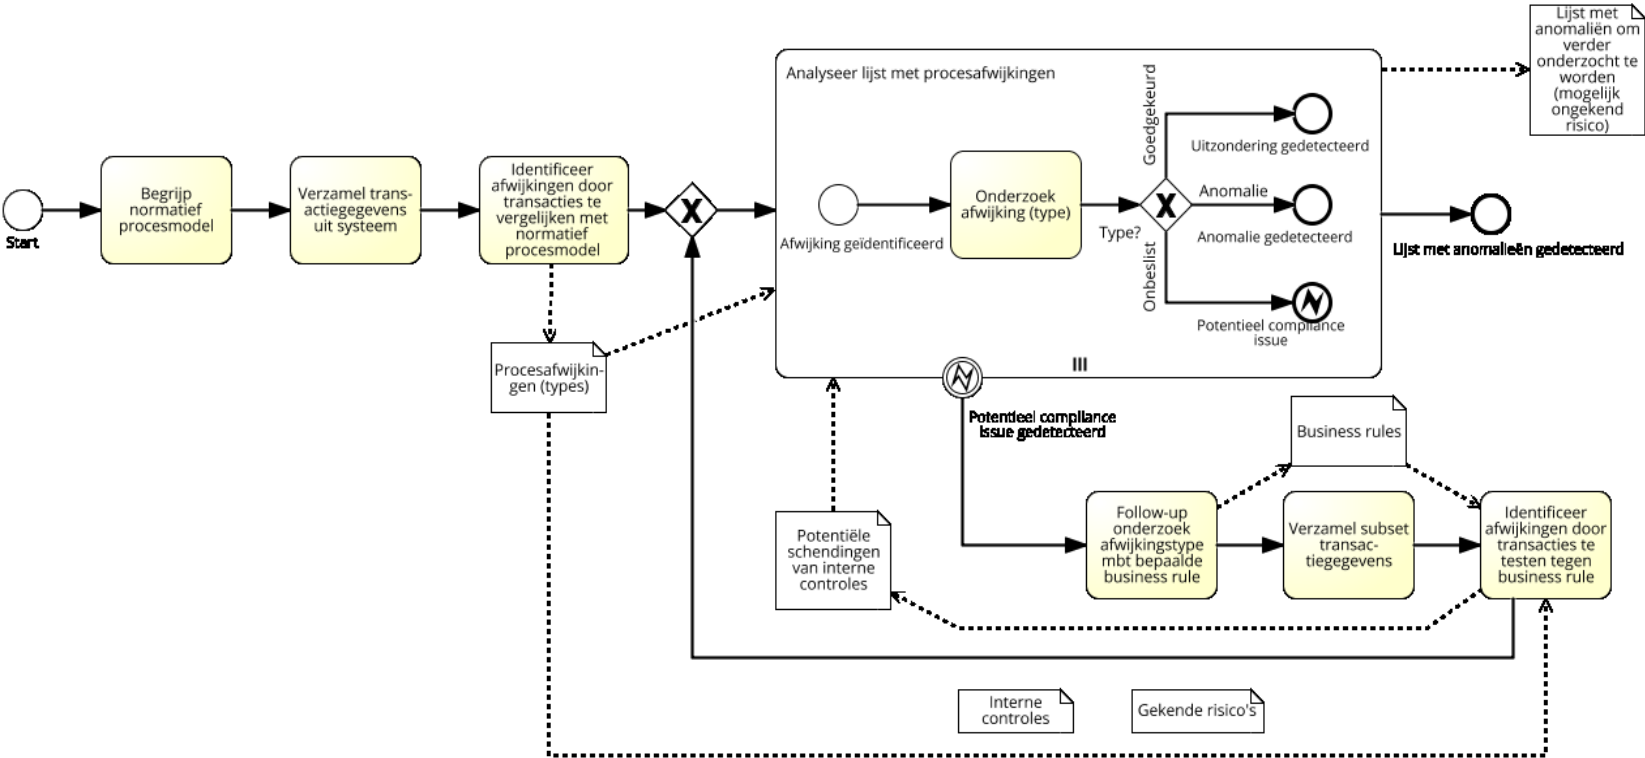 Lijst met
anomaliën om
verder
onderzocht te
worden
(mogelijk
ongekend
risico)
Analyseer lijst met procesafwijkingen
Start
Begrijp
normatief
procesmodel
Verzamel trans-
actiegegevens
uit systeem
Identificeer
afwijkingen door
transacties te
vergelijken met
normatief
procesmodel
X
Afwijking geïdentificeerd
Onderzoek
afwijking (type)
Type?
X
Goedgekeurd
Uitzondering gedetecteerd
Anomalie
Anomalie gedetecteerd
Onbeslist
Potentieel compliance
issue
Lijst met anomalieën gedetecteerd
Procesafwijkin-
gen (types)
Potentieel compliance
issue gedetecteerd
Business rules
Potentiële
schendingen
van interne
controles
Follow-up
onderzoek
afwijkingstype
mbt bepaalde
business rule
Verzamel subset
transac-
tiegegevens
Identificeer
afwijkingen door
transacties te
testen tegen
business rule
Interne
controles
Gekende risico's